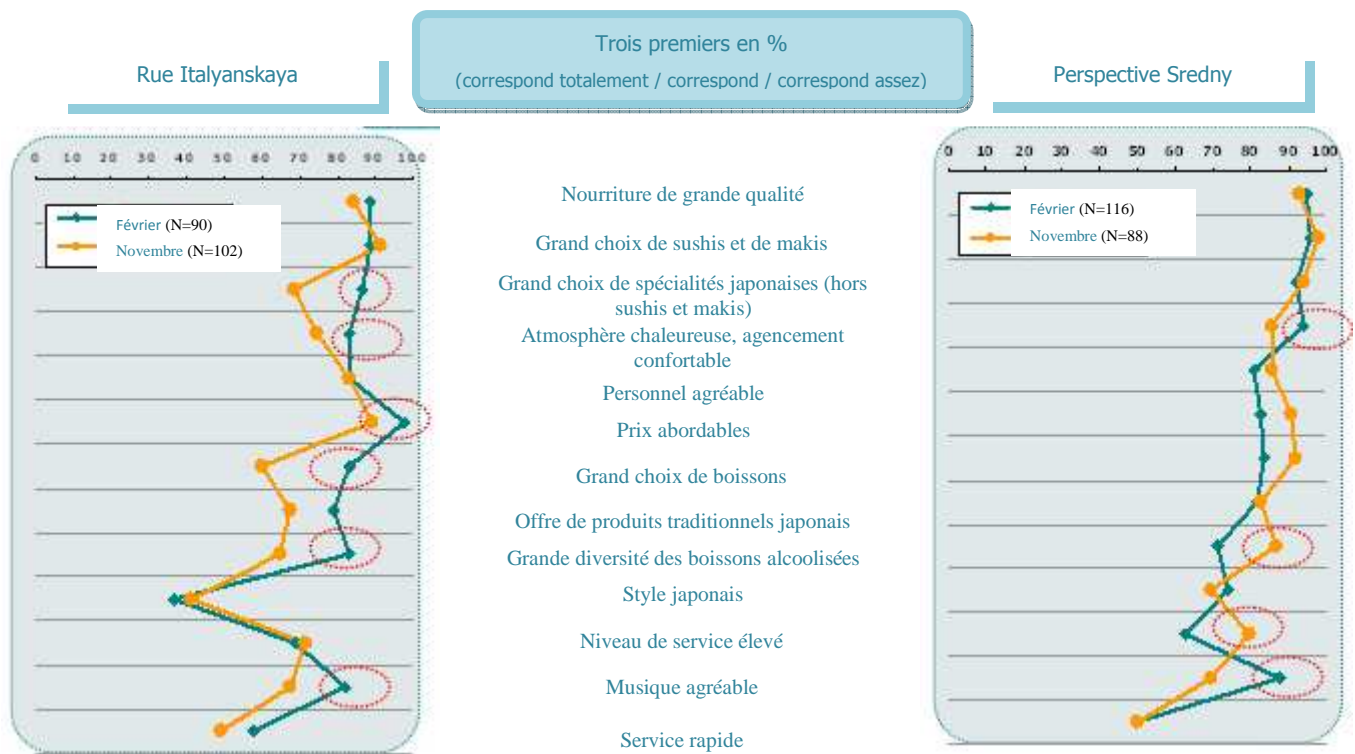 Trois premiers en %
(correspond totalement / correspond / correspond assez)
Rue Italyanskaya
Perspective Sredny
0 10 20 30 40 50 60 70 80 90 100
Février (N=90)
Novembre (N=102)
Nourriture de grande qualité
Grand choix de sushis et de makis
Grand choix de spécialités japonaises (hors
sushis et makis)
Atmosphère chaleureuse, agencement
confortable
Personnel agréable
Prix abordables
Grand choix de boissons
Offre de produits traditionnels japonais
Grande diversité des boissons alcoolisées
Style japonais
Niveau de service élevé
Musique agréable
Service rapide
0 10 20 30 40 50 60 70 80 90 100
Février (N=116)
Novembre (N=88)